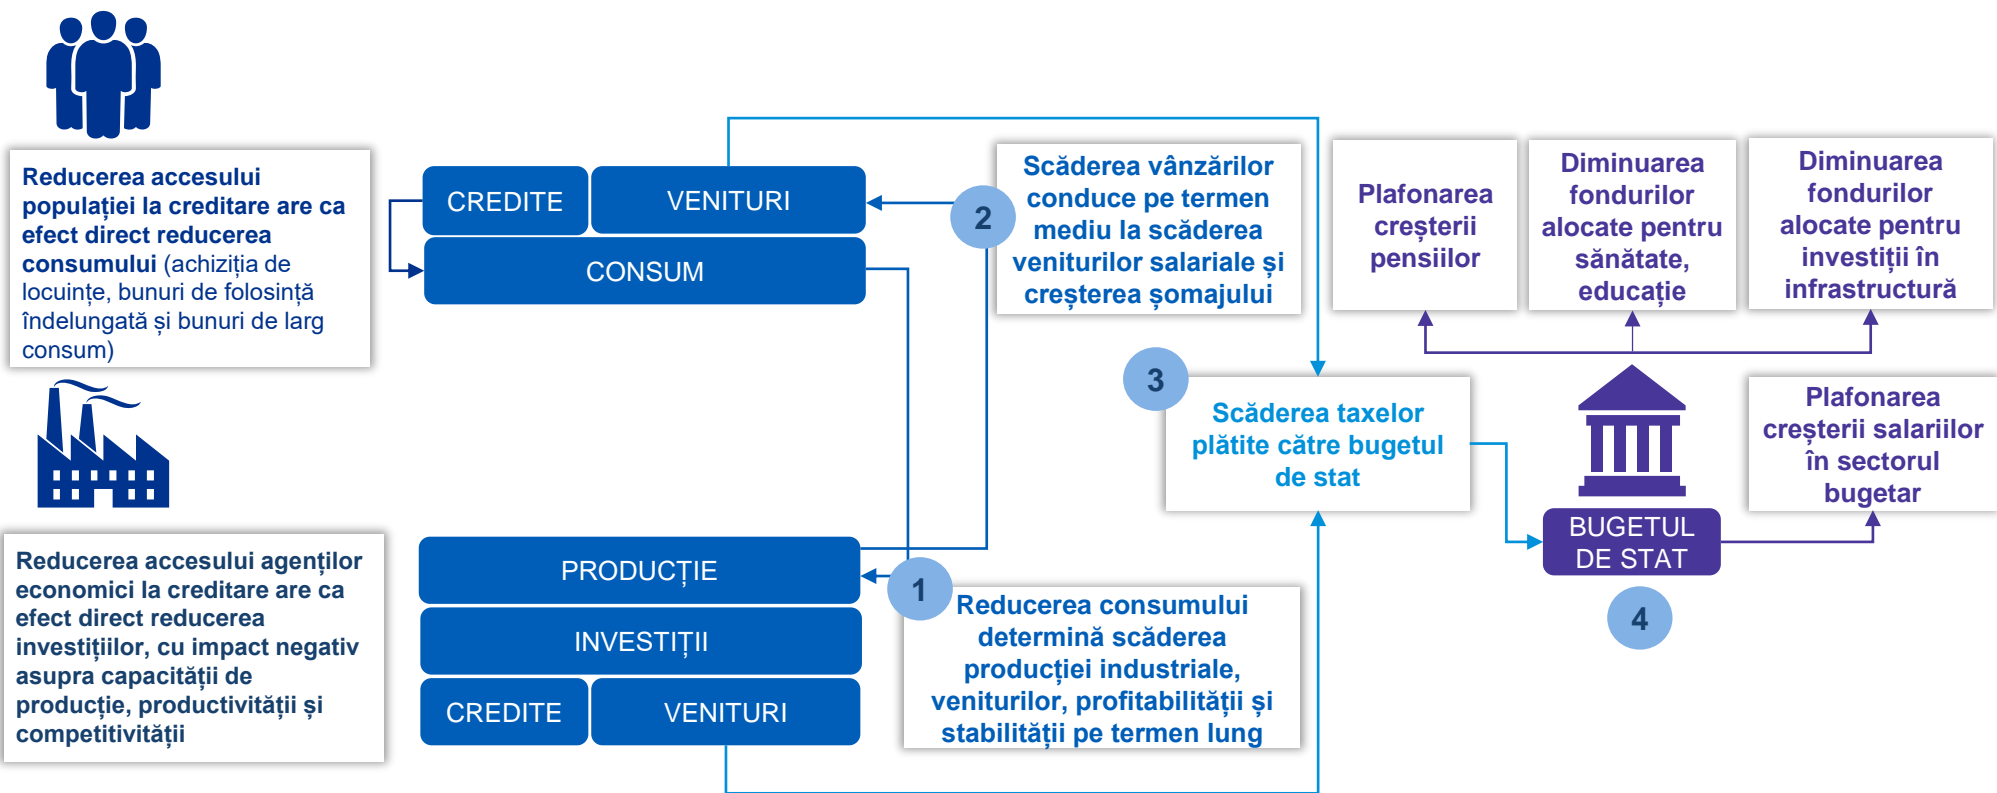 Reducerea accesului
populației la creditare are ca
efect direct reducerea
consumului (achiziția de
locuințe, bunuri de folosință
îndelungată și bunuri de larg
consum)
CREDITE
VENITURI
CONSUM
2
Scăderea vânzărilor
conduce pe termen
mediu la scăderea
veniturilor salariale și
creșterea șomajului
Plafonarea
creșterii
pensiilor
Diminuarea
fondurilor
alocate pentru
sănătate,
educație
Diminuarea
fondurilor
alocate pentru
investiții în
infrastructură
3
Scăderea taxelor
plătite către bugetul
de stat
Plafonarea
creșterii salariilor
în sectorul
bugetar
BUGETUL
DE STAT
4
Reducerea accesului agenților
economici la creditare are ca
efect direct reducerea
investițiilor, cu impact negativ
asupra capacității de
producție, productivității și
competitivității
PRODUCȚIE
INVESTIȚII
CREDITE
VENITURI
1
Reducerea consumului
determină scăderea
producției industriale,
veniturilor, profitabilității și
stabilității pe termen lung